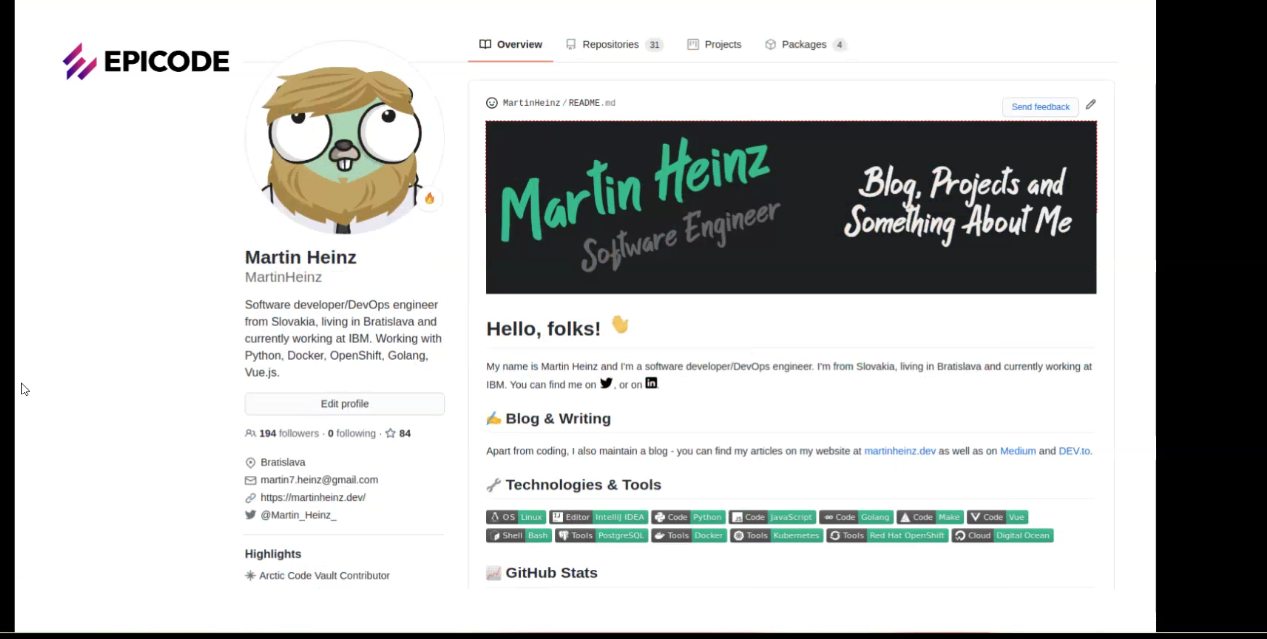 EPICODE
Overview
Repositories 31
Projects
Packages 4
MartinHeinz/README.md
Send feedback
Martin Heinz
Software Engineer
Blog, Projects and
Something About Me
Martin Heinz
MartinHeinz
Software developer/DevOps engineer
from Slovakia, living in Bratislava and
currently working at IBM. Working with
Python, Docker, OpenShift, Golang,
Vue.js.
Edit profile
194 followers · 0 following · 84
Bratislava
martin7.heinz@gmail.com
https://martinheinz.dev/
@Martin_Heinz_
Highlights
Arctic Code Vault Contributor
Hello, folks! 👋
My name is Martin Heinz and I'm a software developer/DevOps engineer. I'm from Slovakia, living in Bratislava and currently working at
IBM. You can find me on , or on .
✍️ Blog & Writing
Apart from coding, I also maintain a blog - you can find my articles on my website at martinheinz.dev as well as on Medium and DEV.to.
🔧 Technologies & Tools
OS Linux Editor IntelliJ IDEA Code Python Code JavaScript Code Golang Code Make Code Vue
Shell Bash Tools PostgreSQL Tools Docker Tools Kubernetes Tools Red Hat OpenShift Cloud Digital Ocean
📈 GitHub Stats